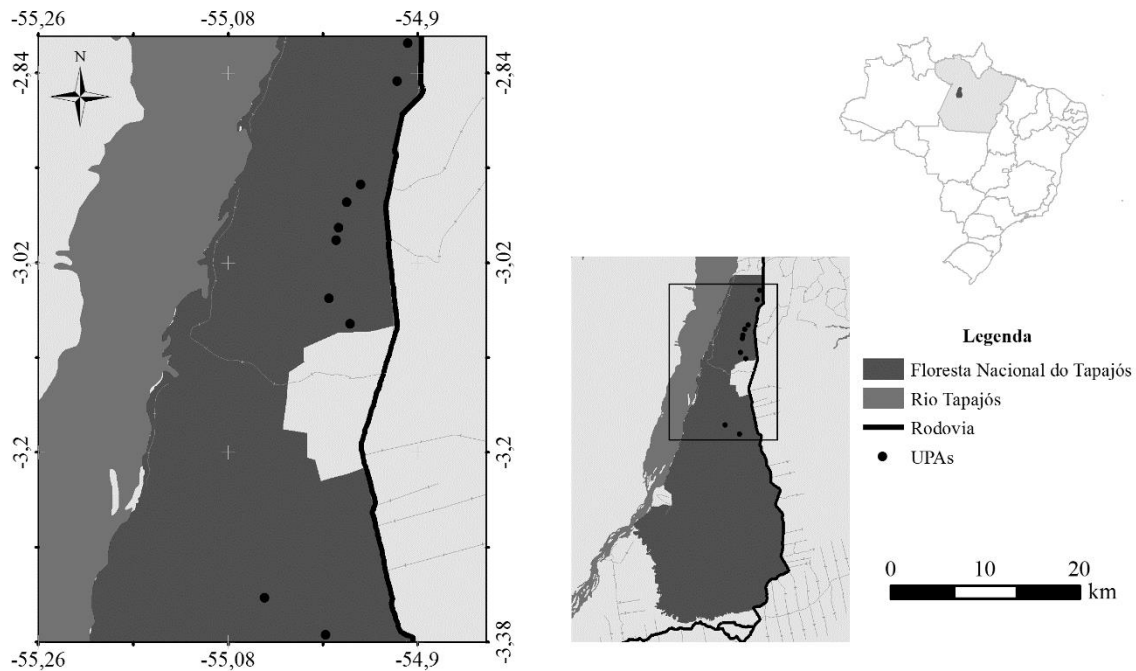 -55,26 -55,08 -54,9
N
-2,84 -2,84
-3,02 -3,02
-3,2 -3,2
-3,38 -3,38
-55,26 -55,08 -54,9
Legenda
Floresta Nacional do Tapajós
Rio Tapajós
Rodovia
UPAs
0 10 20
km